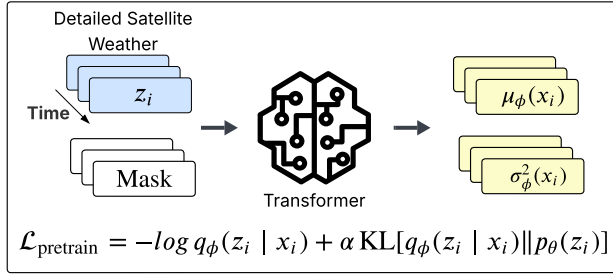 Detailed Satellite
Weather
z_i
Time
Mask
Transformer
μ_ϕ(x_i)
σ²_ϕ(x_i)
ℒ_pretrain = −log q_ϕ(z_i ∣ x_i) + α KL[q_ϕ(z_i ∣ x_i)∥p_θ(z_i)]